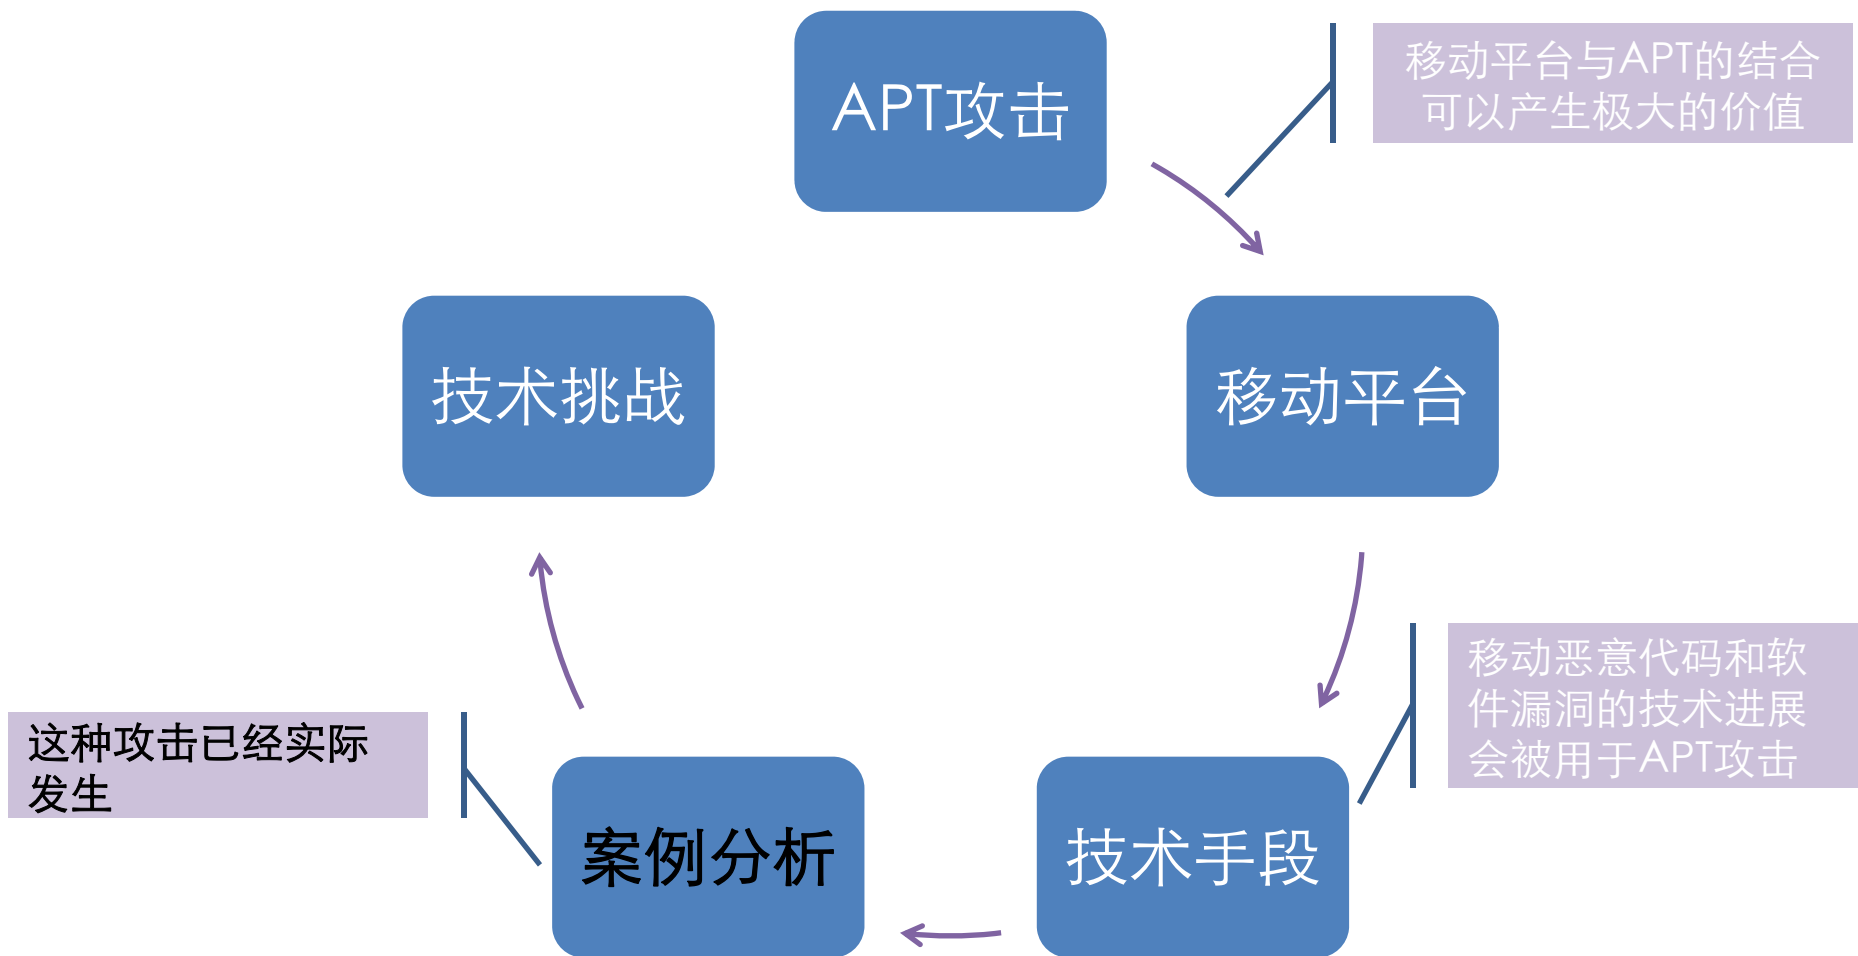 APT攻击
移动平台与APT的结合
可以产生极大的价值
技术挑战
移动平台
移动恶意代码和软
件漏洞的技术进展
会被用于APT攻击
这种攻击已经实际
发生
案例分析
技术手段